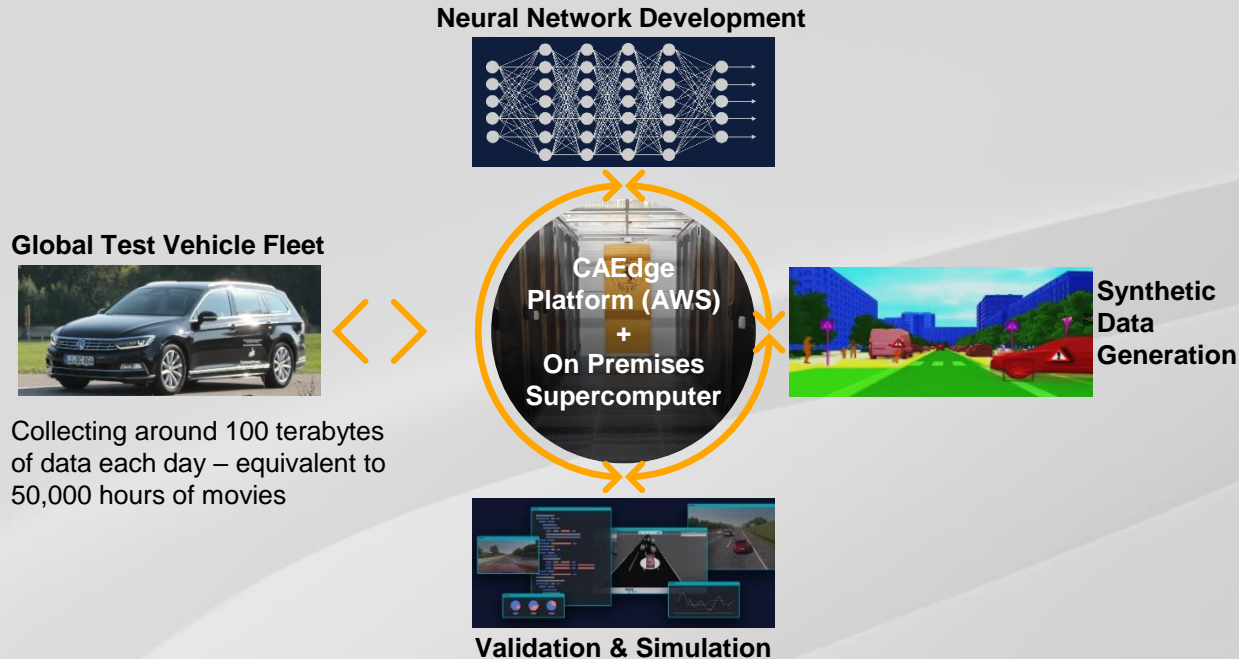 Neural Network Development
Global Test Vehicle Fleet
Collecting around 100 terabytes
of data each day – equivalent to
50,000 hours of movies
CAEdge
Platform (AWS)
+
On Premises
Supercomputer
Synthetic
Data
Generation
Validation & Simulation